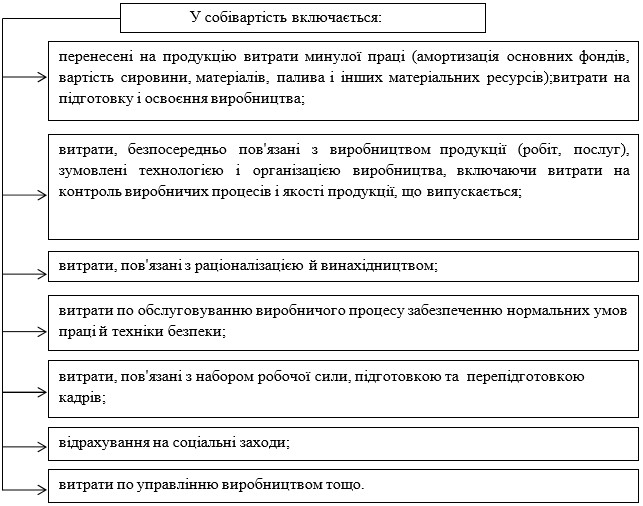 У собівартість включається:
перенесені на продукцію витрати минулої праці (амортизація основних фондів,
вартість сировини, матеріалів, палива і інших матеріальних ресурсів);витрати на
підготовку і освоєння виробництва;
витрати, безпосередньо пов'язані з виробництвом продукції (робіт, послуг),
зумовлені технологією і організацією виробництва, включаючи витрати на
контроль виробничих процесів і якості продукції, що випускається;
витрати, пов'язані з раціоналізацією й винахідництвом;
витрати по обслуговуванню виробничого процесу забезпеченню нормальних умов
праці й техніки безпеки;
витрати, пов'язані з набором робочої сили, підготовкою та перепідготовкою
кадрів;
відрахування на соціальні заходи;
витрати по управлінню виробництвом тощо.